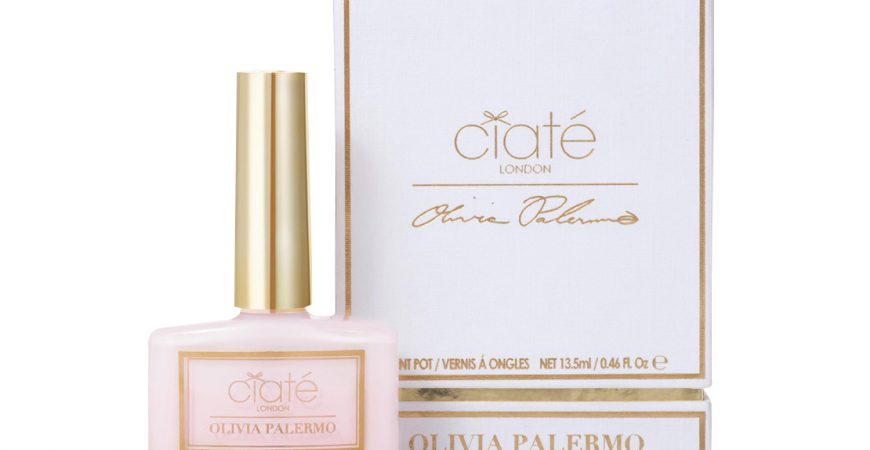 ciaté
LONDON
Olivia Palermo
NT POT / VERNIS Á ONGLES NET 13.5ml / 0.46 FL. Oz ℮
OLIVIA PALERMO
ciaté
LONDON
OLIVIA PALERMO